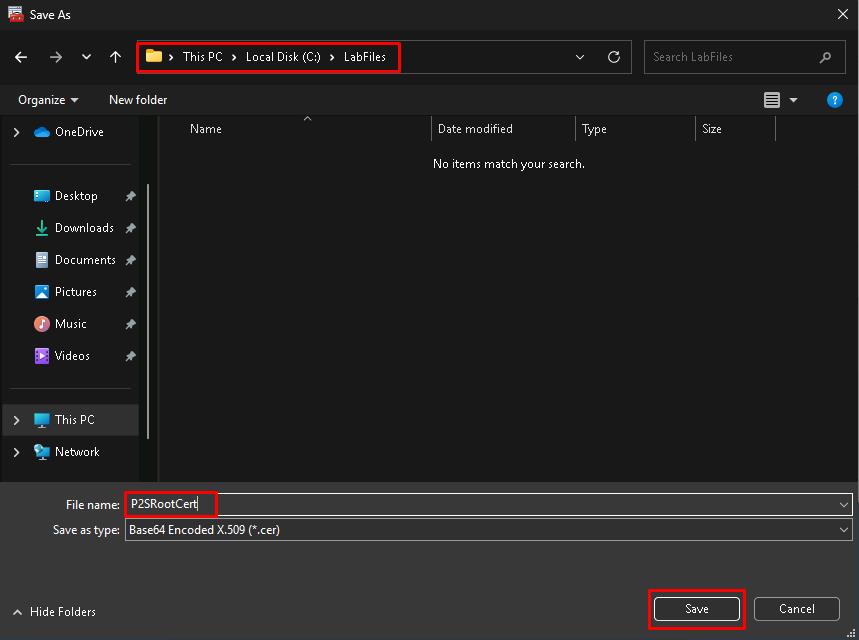 Save As
This PC > Local Disk (C:) > LabFiles
Search LabFiles
Organize
New folder
?
OneDrive
Name
Date modified
Type
Size
No items match your search.
Desktop
Downloads
Documents
Pictures
Music
Videos
This PC
Network
File name: P2SRootCert
Save as type: Base64 Encoded X.509 (*.cer)
Hide Folders
Save
Cancel